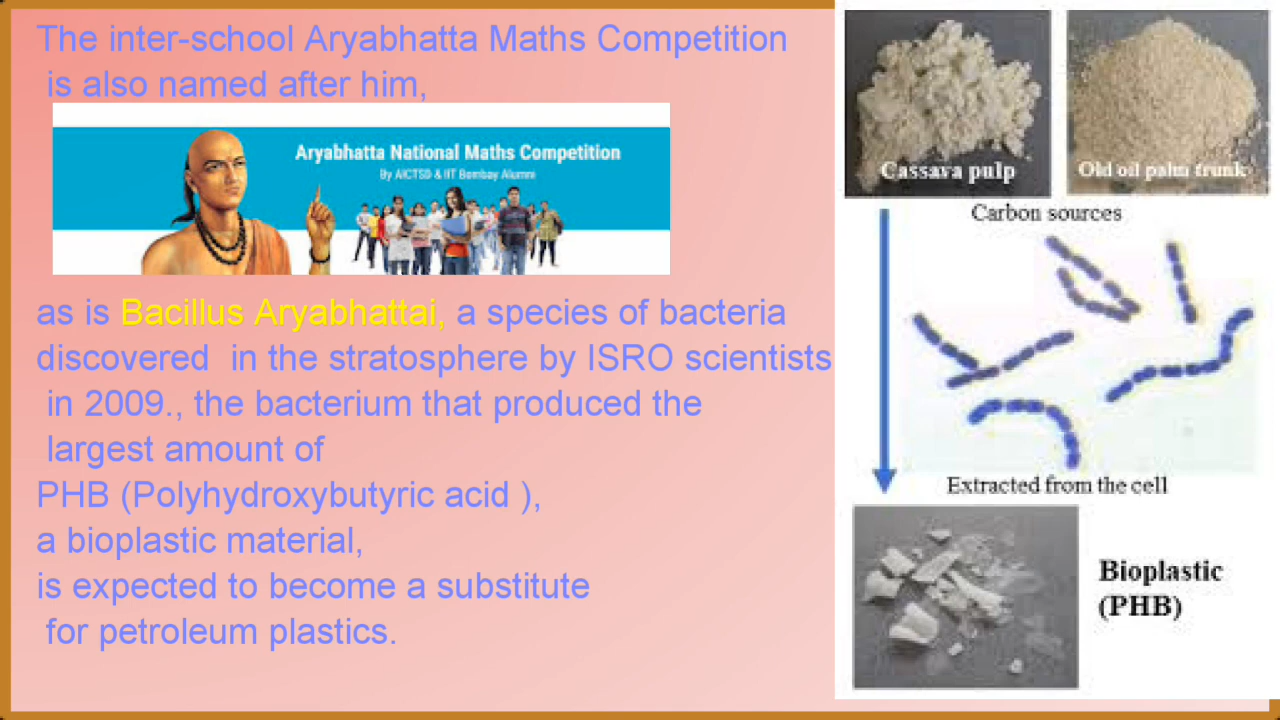 The inter-school Aryabhatta Maths Competition
is also named after him,
Aryabhatta National Maths Competition
By AICTSD & IIT Bombay Alumni
as is Bacillus Aryabhattai, a species of bacteria
discovered in the stratosphere by ISRO scientists
in 2009., the bacterium that produced the
largest amount of
PHB (Polyhydroxybutyric acid ),
a bioplastic material,
is expected to become a substitute
for petroleum plastics.
Cassava pulp
Old oil palm trunk
Carbon sources
Extracted from the cell
Bioplastic
(PHB)